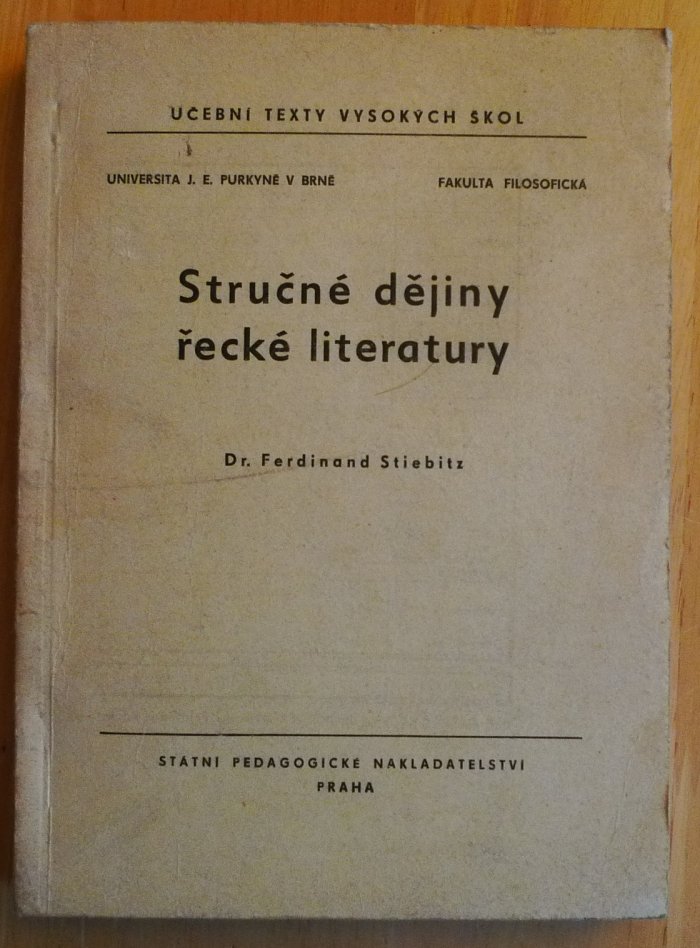 UČEBNÍ TEXTY VYSOKÝCH ŠKOL
UNIVERSITA J. E. PURKYNĚ V BRNĚ FAKULTA FILOSOFICKÁ
Stručné dějiny
řecké literatury
Dr. Ferdinand Stiebitz
STÁTNÍ PEDAGOGICKÉ NAKLADATELSTVÍ
PRAHA